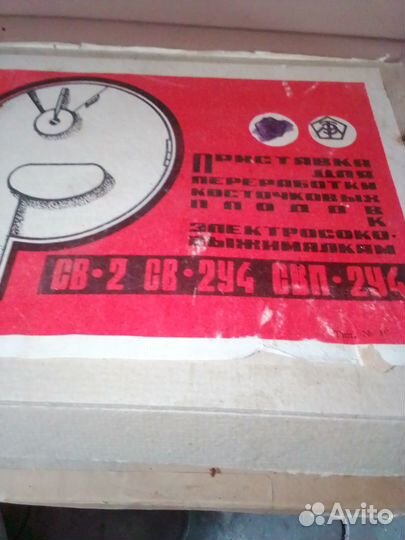 Приставка
для
переработки
косточковых
плодов
к
электросоко-
выжималкам
СВ·2 СВ·2У4 СВП·2У4
Avito